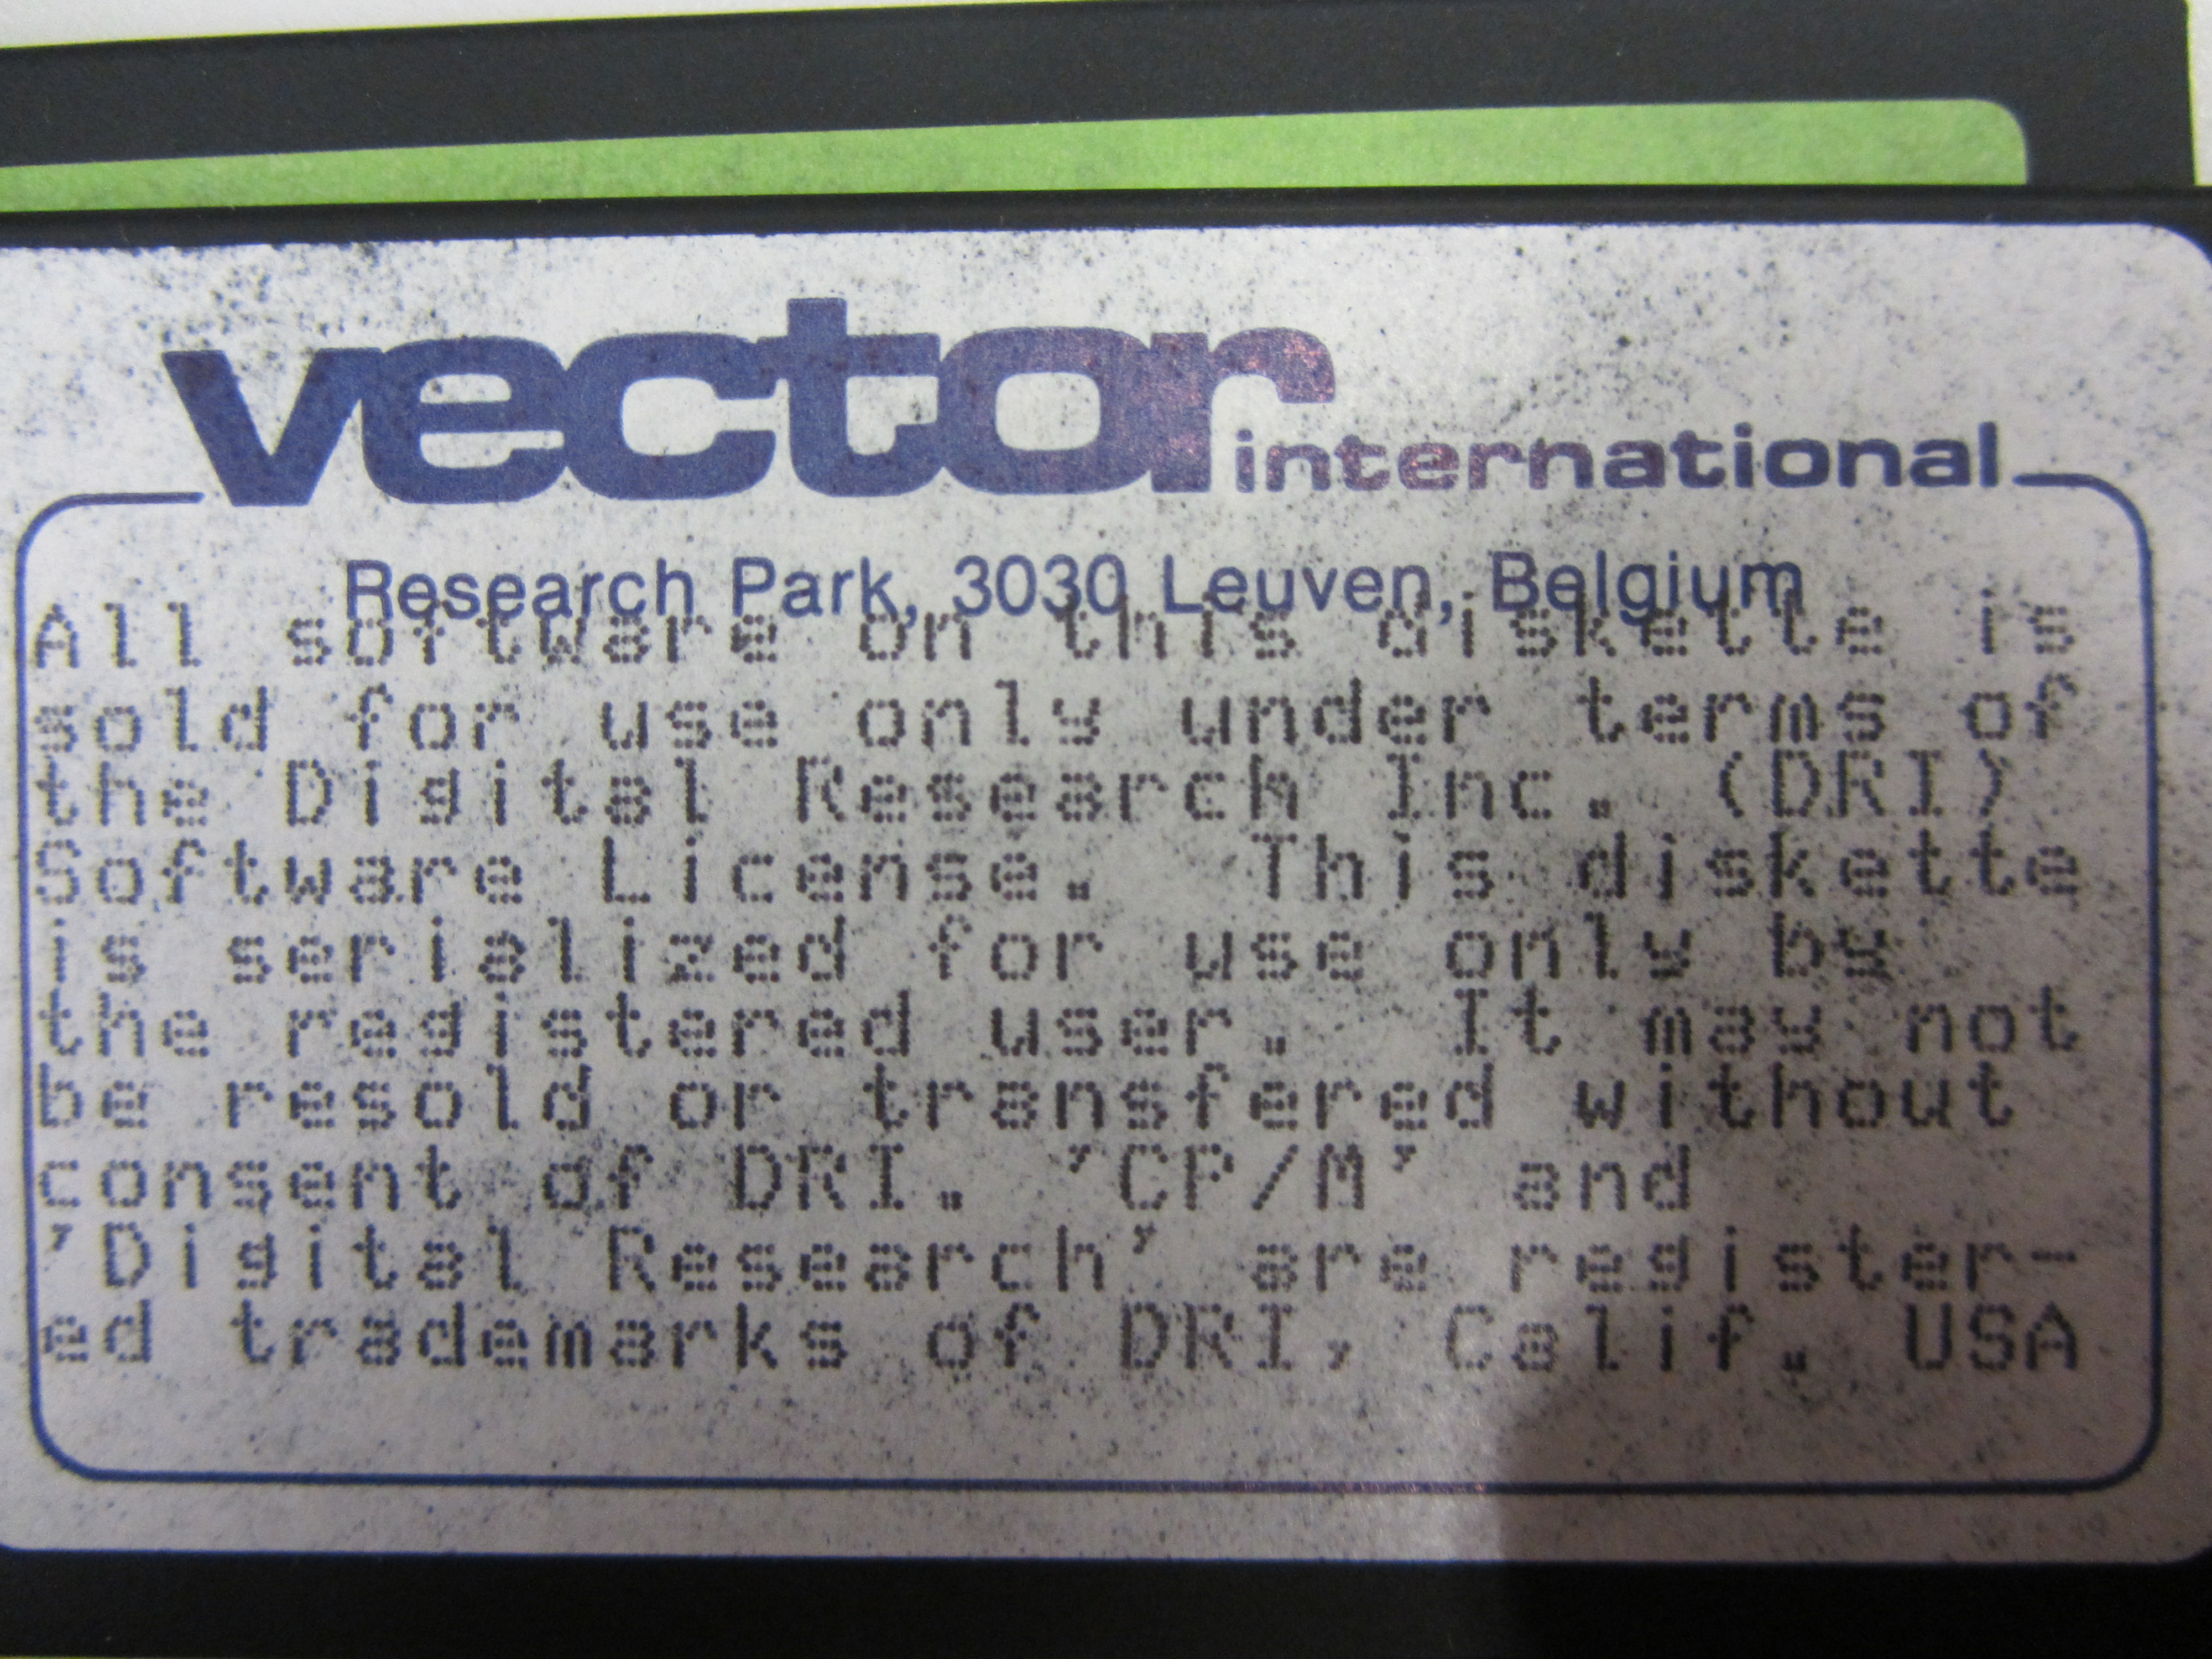 vector international
Research Park, 3030 Leuven, Belgium
All software on this diskette is
sold for use only under terms of
the Digital Research Inc. (DRI)
Software License. This diskette
is serialized for use only by
the registered user. It may not
be resold or transfered without
consent of DRI. 'CP/M' and
'Digital Research' are register-
ed trademarks of DRI, Calif. USA